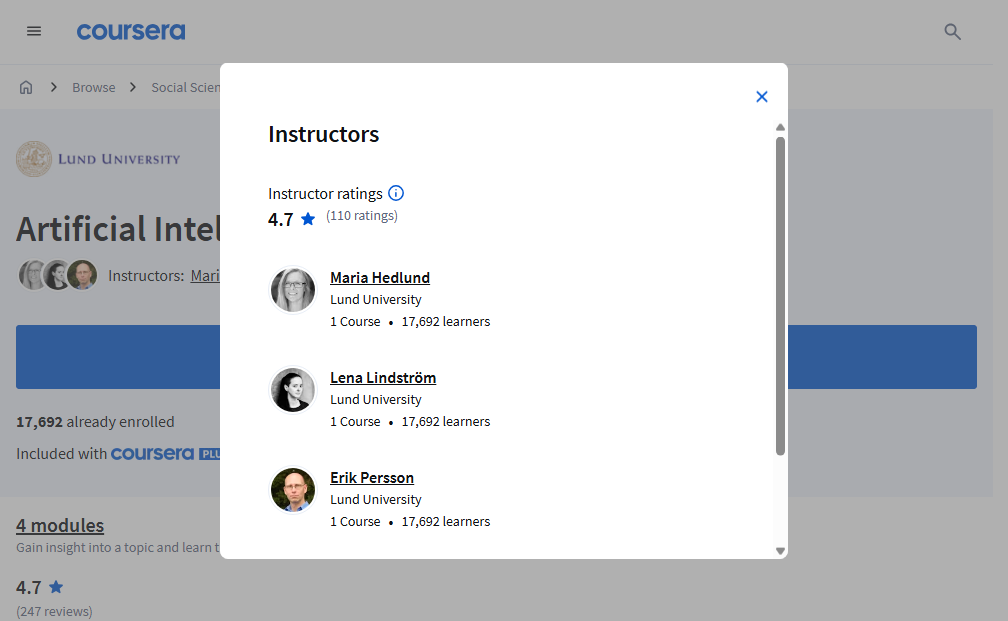 coursera
Browse
Social Scien
LUND UNIVERSITY
Artificial Intel
Instructors: Mari
17,692 already enrolled
Included with coursera PLU
4 modules
Gain insight into a topic and learn t
4.7
(247 reviews)
Instructors
Instructor ratings
4.7 (110 ratings)
Maria Hedlund
Lund University
1 Course • 17,692 learners
Lena Lindström
Lund University
1 Course • 17,692 learners
Erik Persson
Lund University
1 Course • 17,692 learners